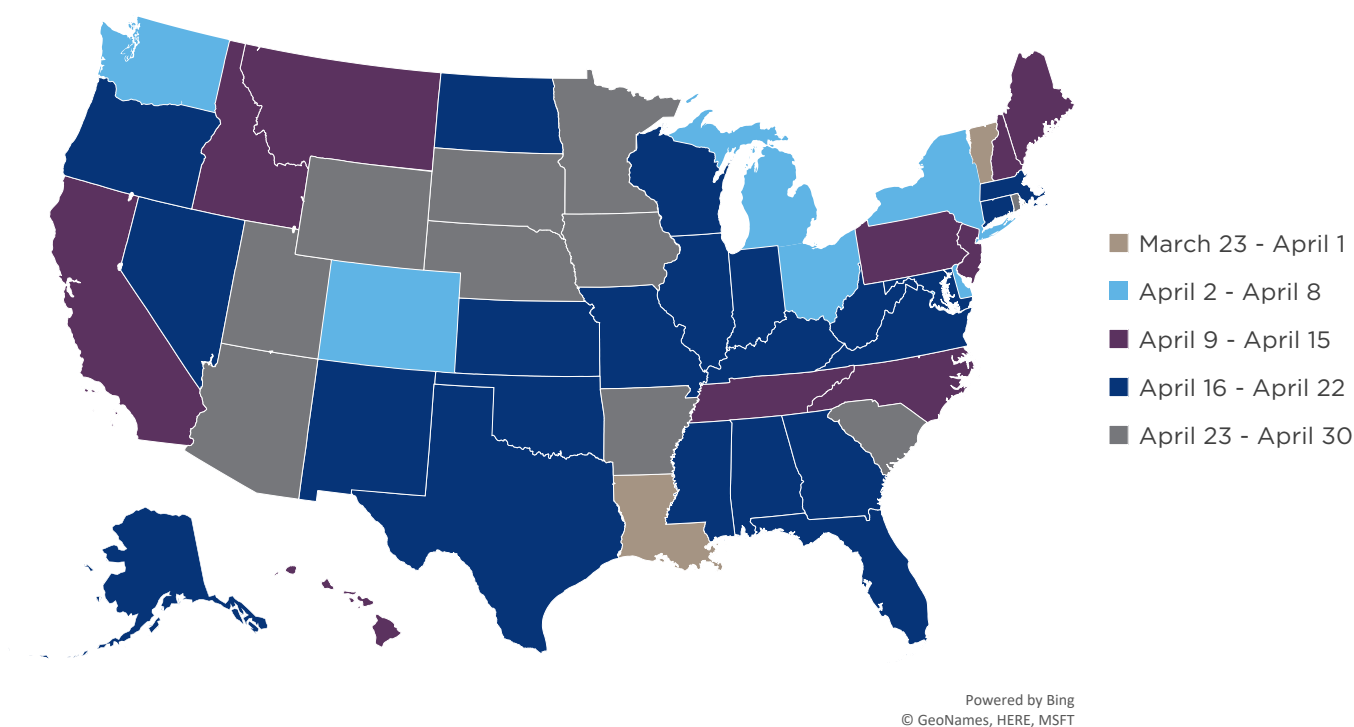 March 23 - April 1
April 2 - April 8
April 9 - April 15
April 16 - April 22
April 23 - April 30
Powered by Bing
© GeoNames, HERE, MSFT